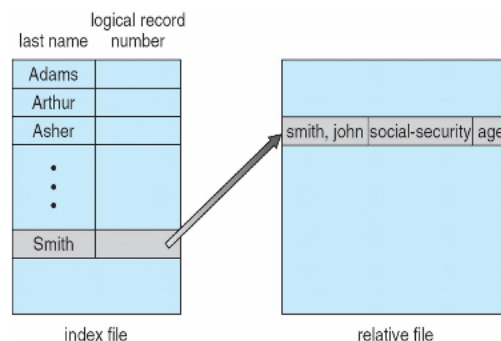 logical record
last name number
Adams
Arthur
Asher
Smith
smith, john social-security age
index file relative file